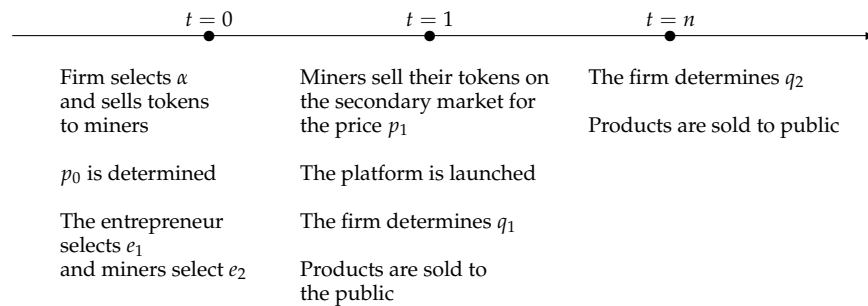 t = 0
t = 1
t = n
Firm selects α
and sells tokens
to miners
p₀ is determined
The entrepreneur
selects e₁
and miners select e₂
Miners sell their tokens on
the secondary market for
the price p₁
The platform is launched
The firm determines q₁
Products are sold to
the public
The firm determines q₂
Products are sold to public